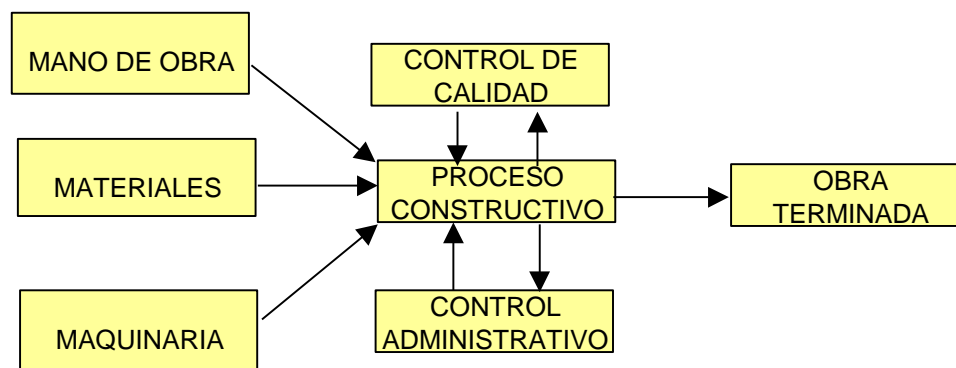 MANO DE OBRA
CONTROL DE
CALIDAD
MATERIALES
PROCESO
CONSTRUCTIVO
OBRA
TERMINADA
MAQUINARIA
CONTROL
ADMINISTRATIVO